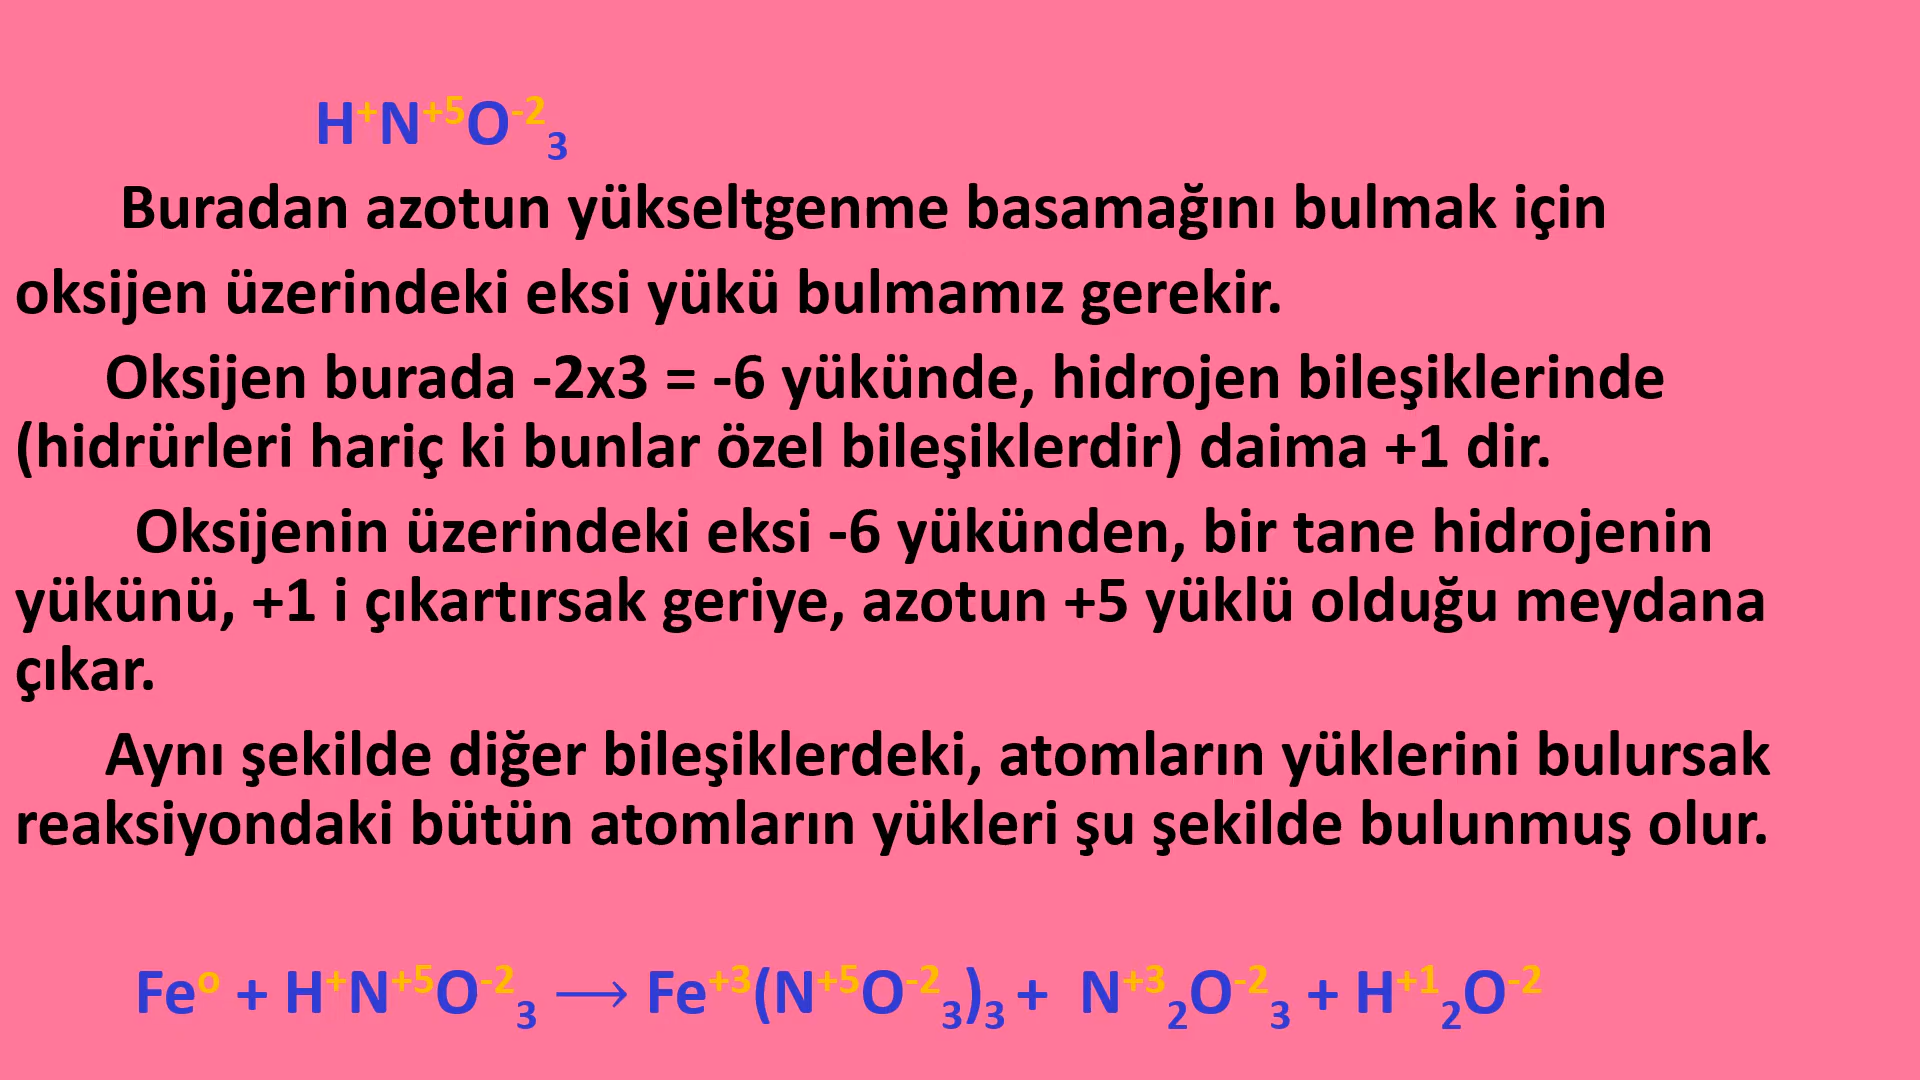 H⁺N⁺⁵O⁻²₃
Buradan azotun yükseltgenme basamağını bulmak için
oksijen üzerindeki eksi yükü bulmamız gerekir.
Oksijen burada -2x3 = -6 yükünde, hidrojen bileşiklerinde
(hidrürleri hariç ki bunlar özel bileşiklerdir) daima +1 dir.
Oksijenin üzerindeki eksi -6 yükünden, bir tane hidrojenin
yükünü, +1 i çıkartırsak geriye, azotun +5 yüklü olduğu meydana
çıkar.
Aynı şekilde diğer bileşiklerdeki, atomların yüklerini bulursak
reaksiyondaki bütün atomların yükleri şu şekilde bulunmuş olur.
Feᵒ + H⁺N⁺⁵O⁻²₃ ⟶ Fe⁺³(N⁺⁵O⁻²₃)₃ + N⁺³₂O⁻²₃ + H⁺¹₂O⁻²